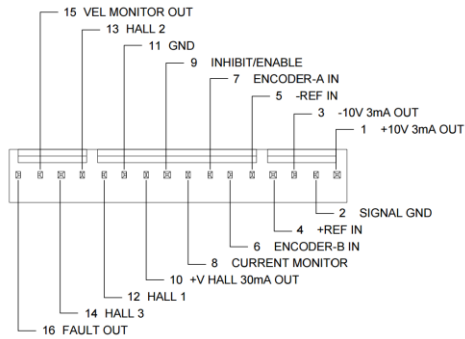 15 VEL MONITOR OUT
13 HALL 2
11 GND
9 INHIBIT/ENABLE
7 ENCODER-A IN
5 -REF IN
3 -10V 3mA OUT
1 +10V 3mA OUT
2 SIGNAL GND
4 +REF IN
6 ENCODER-B IN
8 CURRENT MONITOR
10 +V HALL 30mA OUT
12 HALL 1
14 HALL 3
16 FAULT OUT